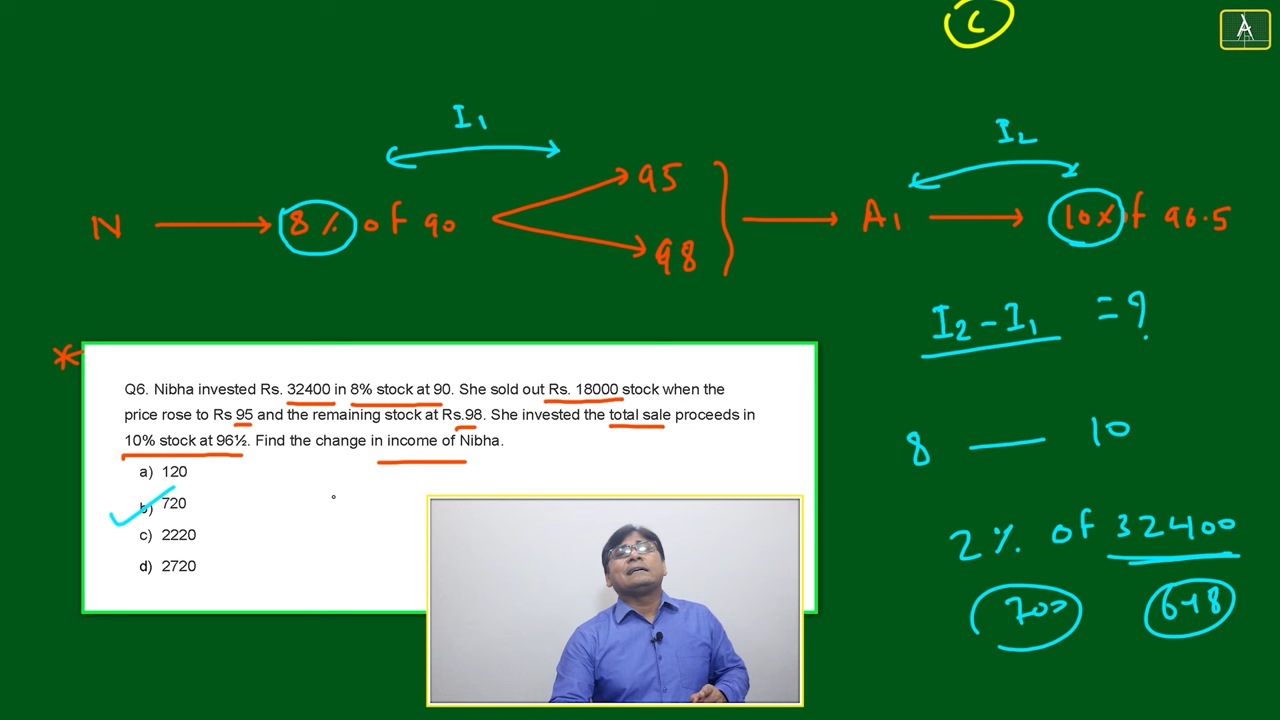 C
A
I₁
I₂
95
N → 8% of 90
98
A₁ → 10% of 96.5
I₂ - I₁ = ?
*
Q6. Nibha invested Rs. 32400 in 8% stock at 90. She sold out Rs. 18000 stock when the
price rose to Rs 95 and the remaining stock at Rs.98. She invested the total sale proceeds in
10% stock at 96½. Find the change in income of Nibha.
a) 120
b) 720
c) 2220
d) 2720
8 — 10
2% of 32400
700 648